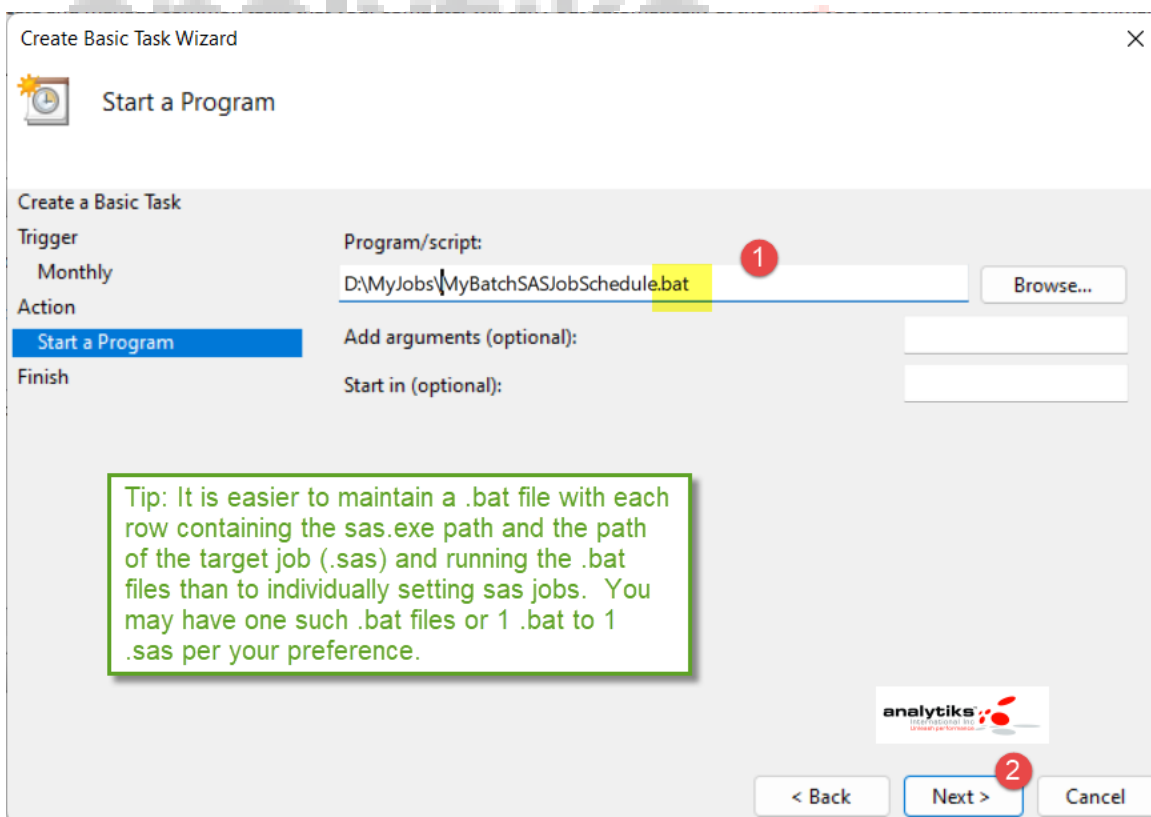 Create Basic Task Wizard
Start a Program
Create a Basic Task
Trigger
Monthly
Action
Start a Program
Finish
Program/script:
1
D:\MyJobs\MyBatchSASJobSchedule.bat
Browse...
Add arguments (optional):
Start in (optional):
Tip: It is easier to maintain a .bat file with each
row containing the sas.exe path and the path
of the target job (.sas) and running the .bat
files than to individually setting sas jobs. You
may have one such .bat files or 1 .bat to 1
.sas per your preference.
analytiks
International Inc
Unleash performance
2
< Back
Next >
Cancel